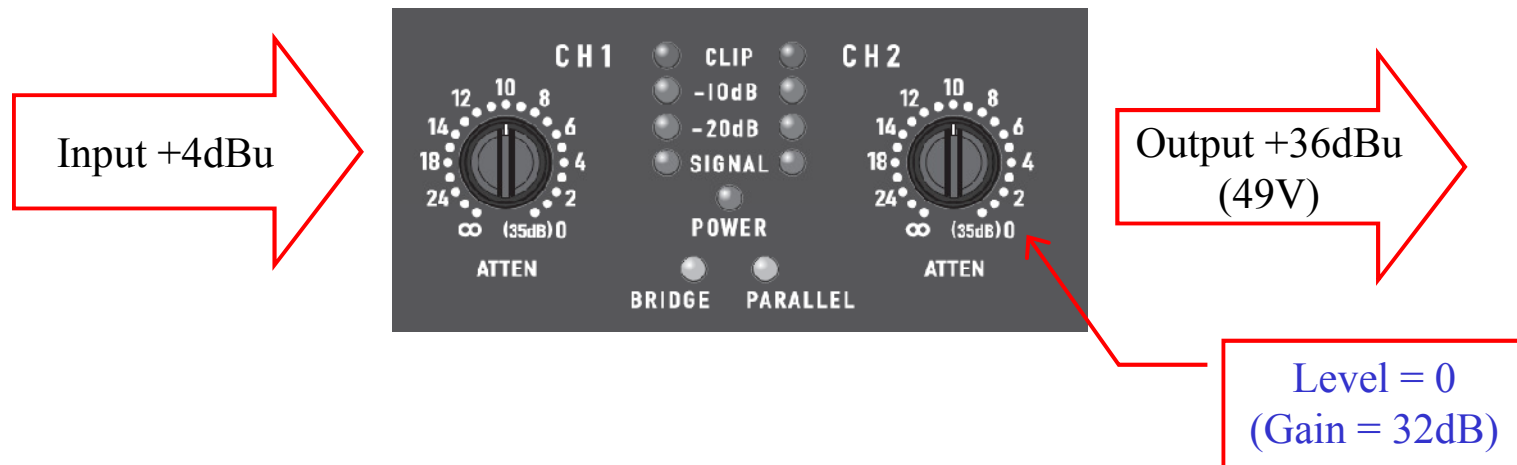 Input +4dBu
CH1 CLIP CH2
-10dB
-20dB
SIGNAL
POWER
BRIDGE PARALLEL
12 10 8
14 6
18 4
24 2
∞ (35dB) 0
ATTEN
12 10 8
14 6
18 4
24 2
∞ (35dB) 0
ATTEN
Output +36dBu
(49V)
Level = 0
(Gain = 32dB)